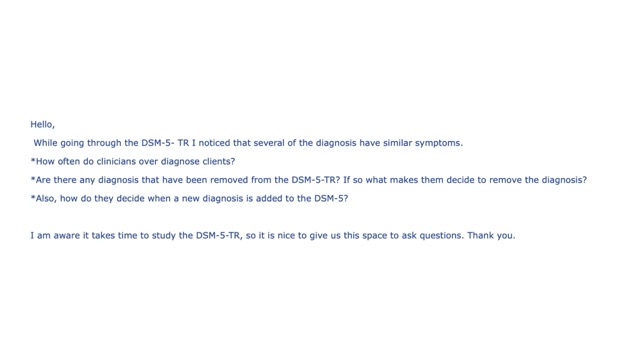 Hello,
While going through the DSM-5- TR I noticed that several of the diagnosis have similar symptoms.
*How often do clinicians over diagnose clients?
*Are there any diagnosis that have been removed from the DSM-5-TR? If so what makes them decide to remove the diagnosis?
*Also, how do they decide when a new diagnosis is added to the DSM-5?
I am aware it takes time to study the DSM-5-TR, so it is nice to give us this space to ask questions. Thank you.